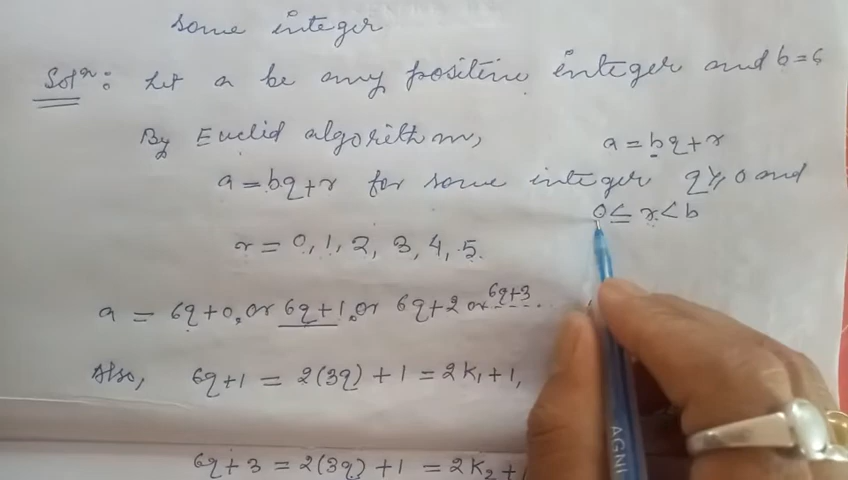 some integer
Solⁿ: Let a be any positive integer and b = 6
By Euclid algorithm,
a = bq + r
a = bq + r for some integer q ≥ 0 and
0 ≤ r < b
r = 0, 1, 2, 3, 4, 5.
a = 6q + 0, or 6q + 1, or 6q + 2 or 6q+3
Also, 6q + 1 = 2(3q) + 1 = 2K₁ + 1,
6q + 3 = 2(3q) + 1 = 2K₂ +
AGNI